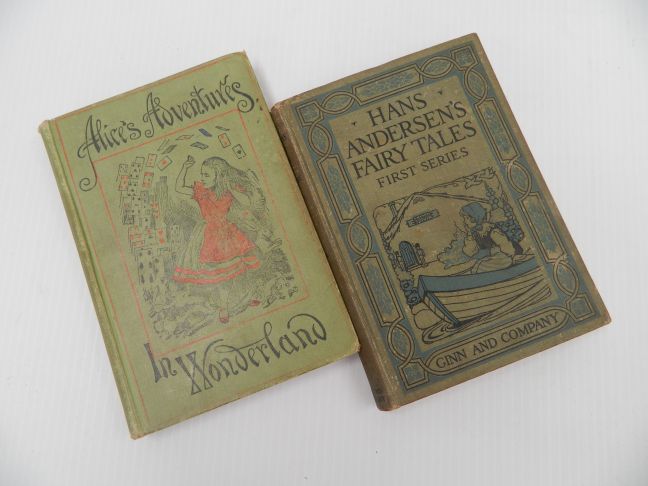 Alice's Adventures
In Wonderland
HANS
ANDERSEN'S
FAIRY TALES
FIRST SERIES
GINN AND COMPANY